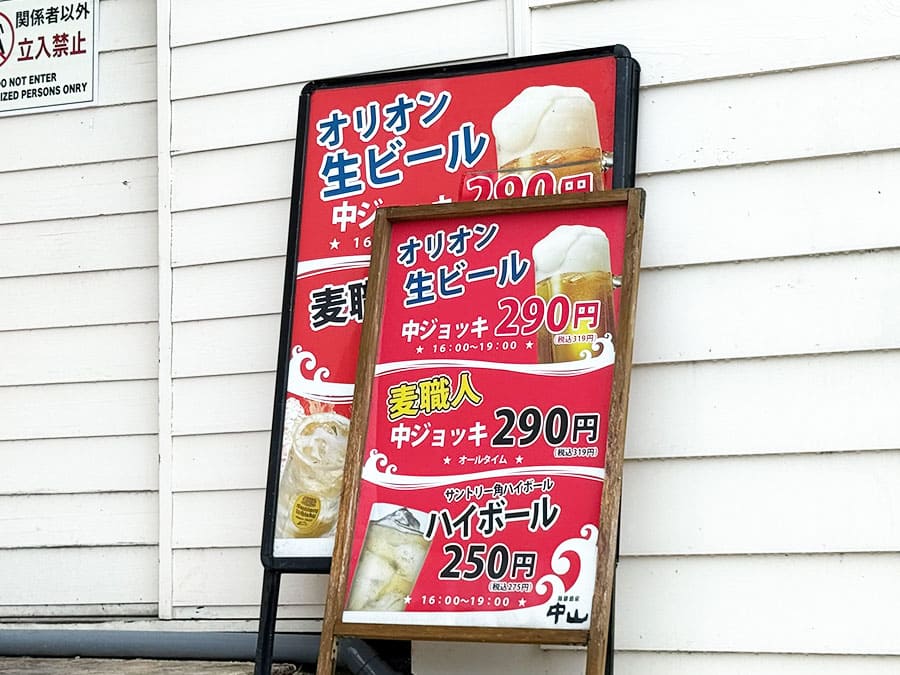 関係者以外
立入禁止
DO NOT ENTER
IZED PERSONS ONRY
オリオン
生ビール
中ジ
290円
★ 16
麦職
オリオン
生ビール
中ジョッキ 290円
(税込319円)
★ 16:00~19:00 ★
麦職人
中ジョッキ 290円
(税込319円)
★ オールタイム ★
サントリー角ハイボール
ハイボール
250円
(税込275円)
★ 16:00~19:00 ★
中山